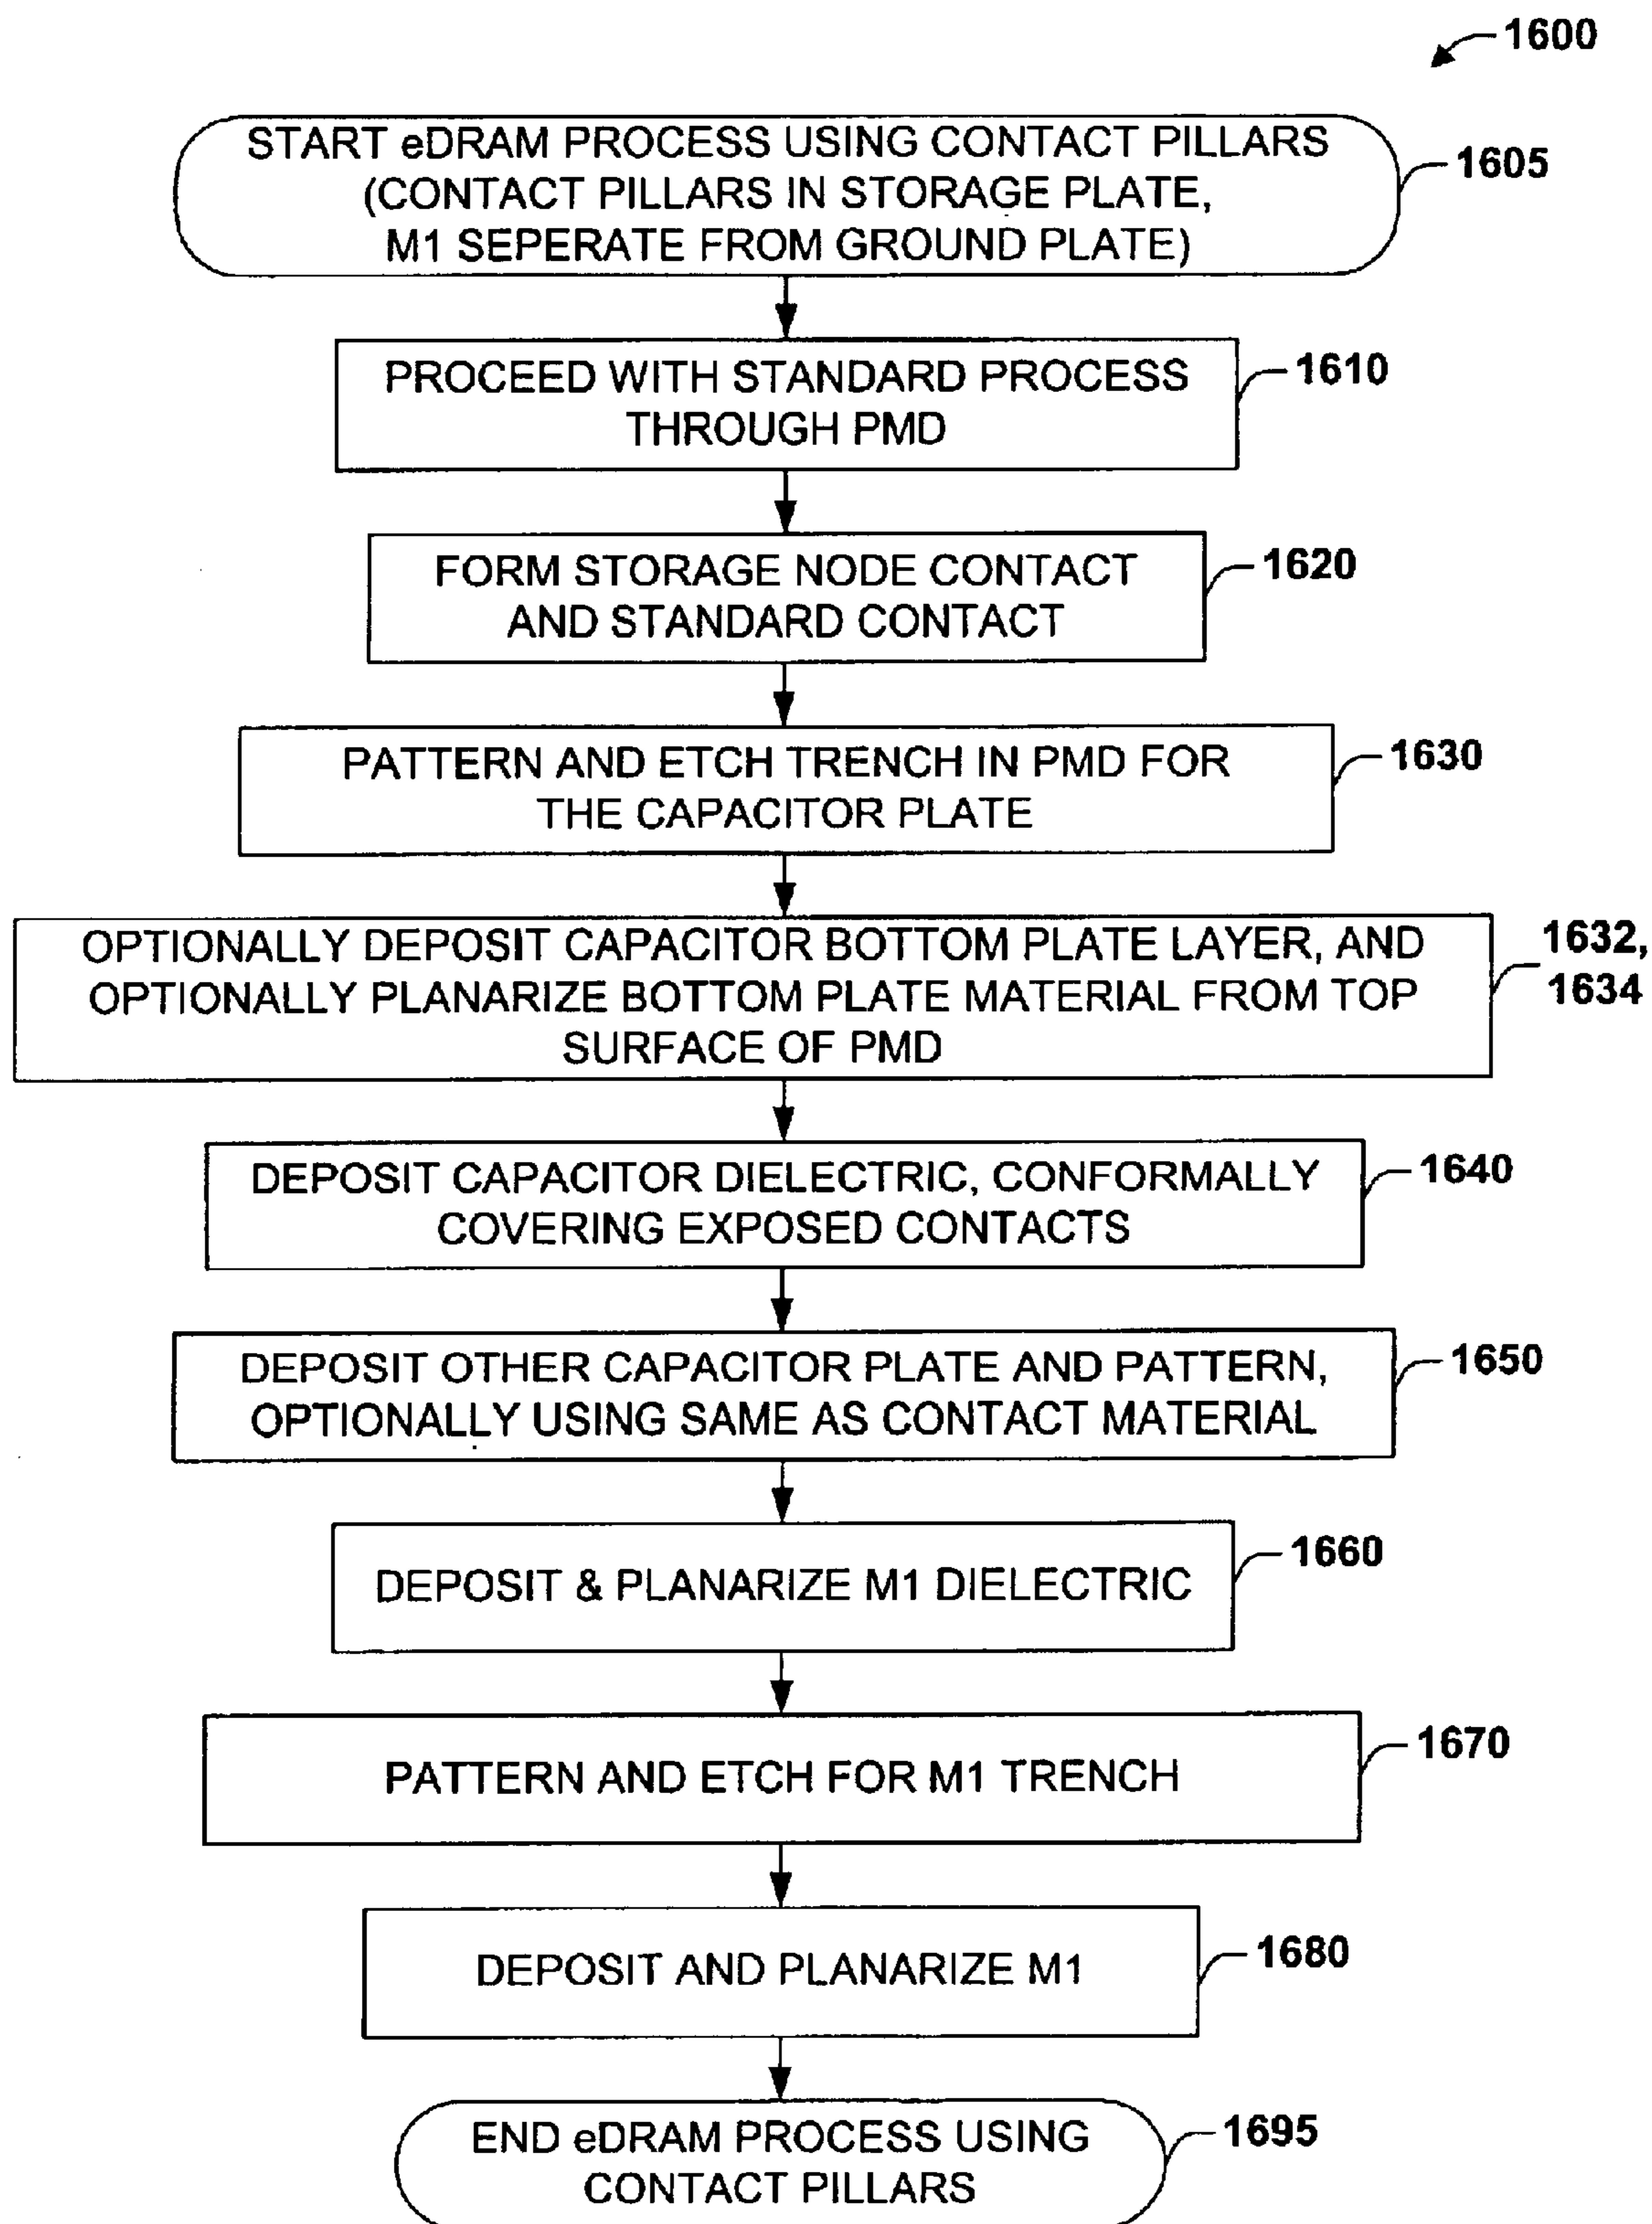 1600
START eDRAM PROCESS USING CONTACT PILLARS
(CONTACT PILLARS IN STORAGE PLATE,
M1 SEPERATE FROM GROUND PLATE)
1605
PROCEED WITH STANDARD PROCESS
THROUGH PMD
1610
FORM STORAGE NODE CONTACT
AND STANDARD CONTACT
1620
PATTERN AND ETCH TRENCH IN PMD FOR
THE CAPACITOR PLATE
1630
OPTIONALLY DEPOSIT CAPACITOR BOTTOM PLATE LAYER, AND
OPTIONALLY PLANARIZE BOTTOM PLATE MATERIAL FROM TOP
SURFACE OF PMD
1632,
1634
DEPOSIT CAPACITOR DIELECTRIC, CONFORMALLY
COVERING EXPOSED CONTACTS
1640
DEPOSIT OTHER CAPACITOR PLATE AND PATTERN,
OPTIONALLY USING SAME AS CONTACT MATERIAL
1650
DEPOSIT & PLANARIZE M1 DIELECTRIC
1660
PATTERN AND ETCH FOR M1 TRENCH
1670
DEPOSIT AND PLANARIZE M1
1680
END eDRAM PROCESS USING
CONTACT PILLARS
1695